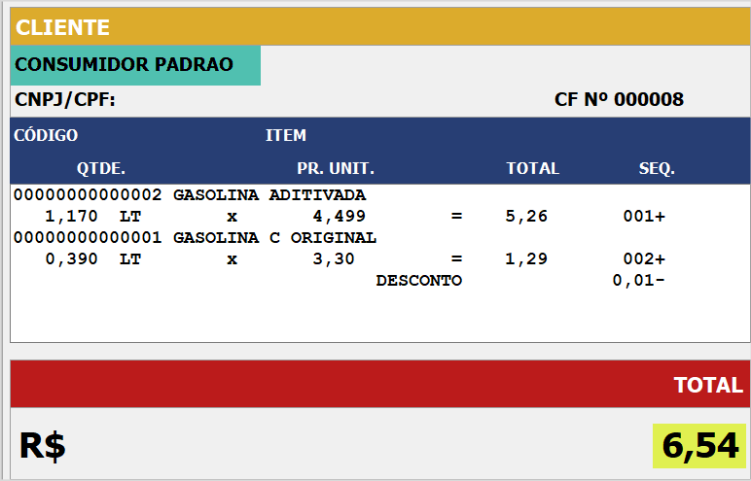 CLIENTE
CONSUMIDOR PADRAO
CNPJ/CPF: CF Nº 000008
CÓDIGO ITEM
QTDE. PR. UNIT. TOTAL SEQ.
00000000000002 GASOLINA ADITIVADA
1,170 LT x 4,499 = 5,26 001+
00000000000001 GASOLINA C ORIGINAL
0,390 LT x 3,30 = 1,29 002+
DESCONTO 0,01-
TOTAL
R$ 6,54